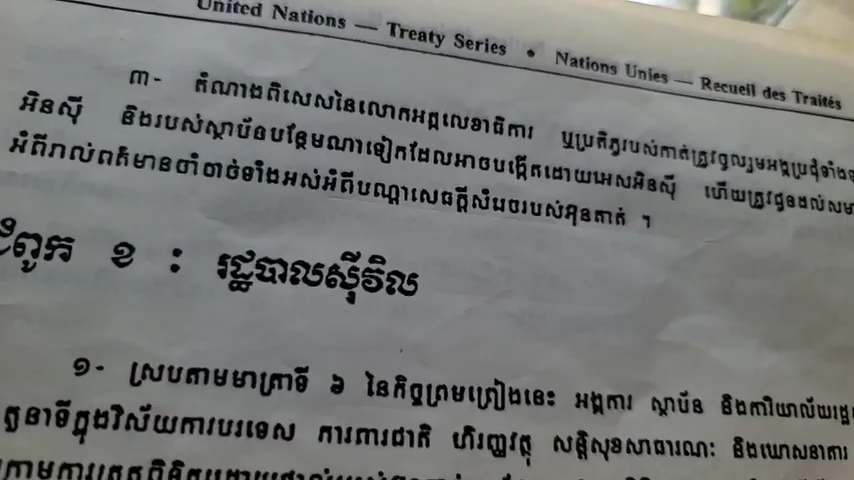 United Nations — Treaty Series • Nations Unies — Recueil des Traités
៣- តំណាងពិសេសនៃលោកអគ្គលេខាធិការ ឬប្រតិភូរបស់គាត់ត្រូវចូលរួមអង្គប្រជុំទាំង
អិនស៊ី និងរបស់ស្ថាប័នបន្ថែមណាទៀតដែលអាចបង្កើតដោយអេសអិនស៊ី ហើយត្រូវជូនដល់
អំពីរាល់ពត៌មានចាំបាច់ទាំងអស់អំពីបណ្តាសេចក្តីសំរេចរបស់អ៊ុនតាក់ ។
ខ : រដ្ឋបាលស៊ីវិល
១- ស្របតាមមាត្រាទី ៦ នៃកិច្ចព្រមព្រៀងនេះ អង្គការ ស្ថាប័ន និងការិយាល័យរដ្ឋ
តួនាទីក្នុងវិស័យការបរទេស ការពារជាតិ ហិរញ្ញវត្ថុ សន្តិសុខសាធារណៈ និងឃោសនាការ